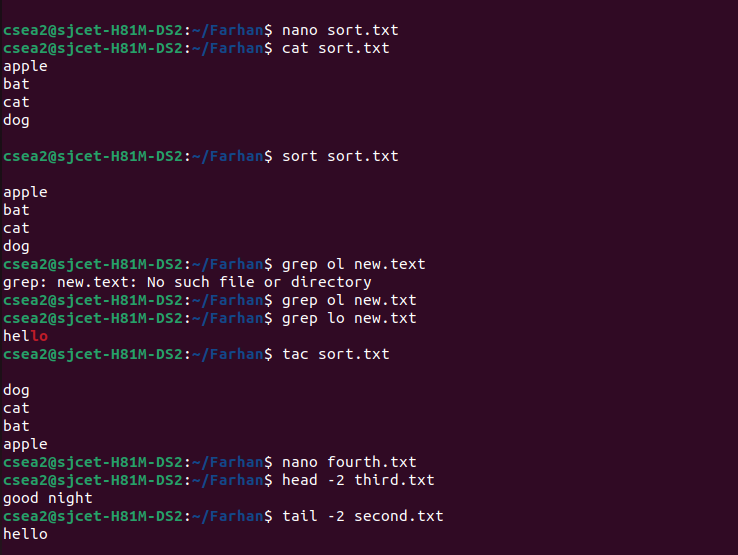 csea2@sjcet-H81M-DS2:~/Farhan$ nano sort.txt
csea2@sjcet-H81M-DS2:~/Farhan$ cat sort.txt
apple
bat
cat
dog

csea2@sjcet-H81M-DS2:~/Farhan$ sort sort.txt

apple
bat
cat
dog
csea2@sjcet-H81M-DS2:~/Farhan$ grep ol new.text
grep: new.text: No such file or directory
csea2@sjcet-H81M-DS2:~/Farhan$ grep ol new.txt
csea2@sjcet-H81M-DS2:~/Farhan$ grep lo new.txt
hello
csea2@sjcet-H81M-DS2:~/Farhan$ tac sort.txt

dog
cat
bat
apple
csea2@sjcet-H81M-DS2:~/Farhan$ nano fourth.txt
csea2@sjcet-H81M-DS2:~/Farhan$ head -2 third.txt
good night
csea2@sjcet-H81M-DS2:~/Farhan$ tail -2 second.txt
hello